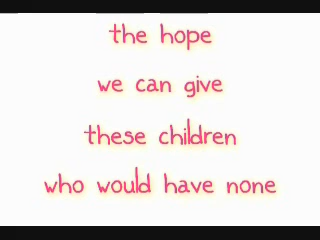 the hope
we can give
these children
who would have none